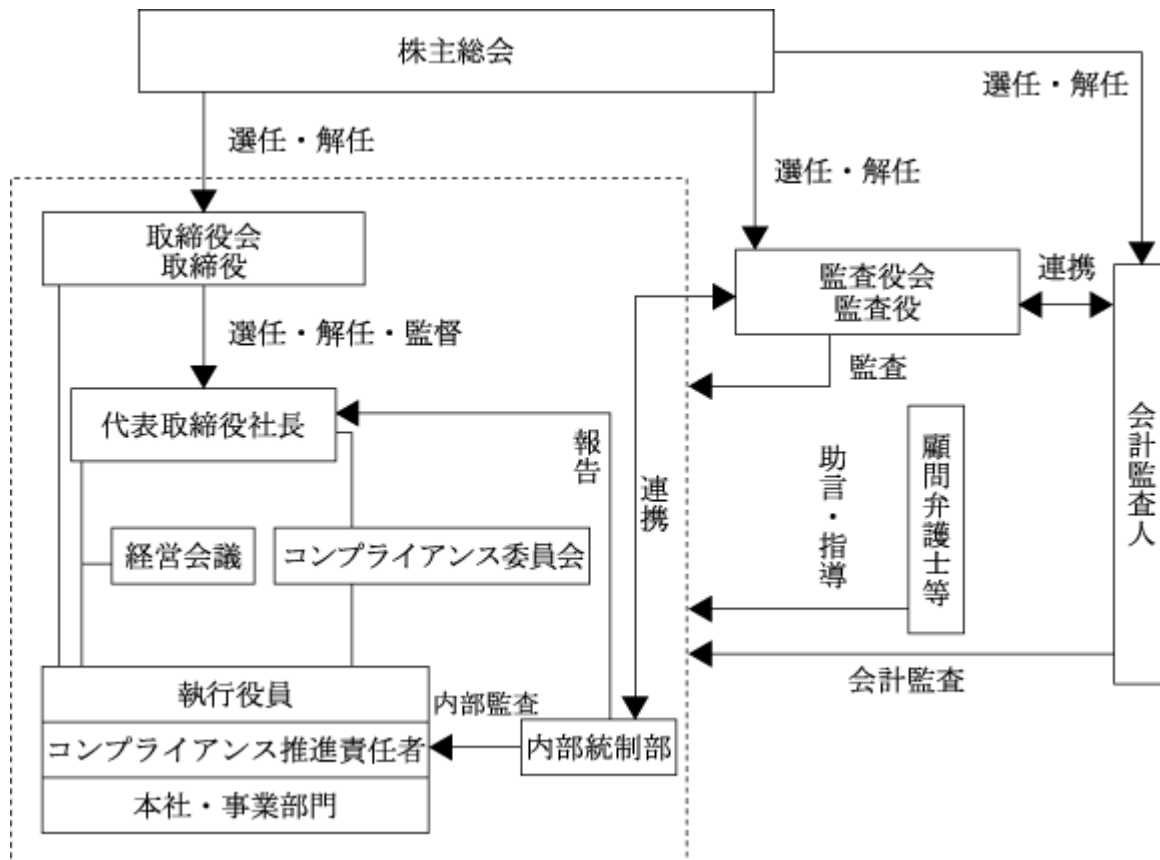 株主総会
選任・解任
選任・解任
選任・解任
取締役会
取締役
監査役会
監査役
連携
選任・解任・監督
監査
代表取締役社長
報告
連携
助言・指導
顧問弁護士等
会計監査人
経営会議
コンプライアンス委員会
会計監査
執行役員
内部監査
コンプライアンス推進責任者
内部統制部
本社・事業部門